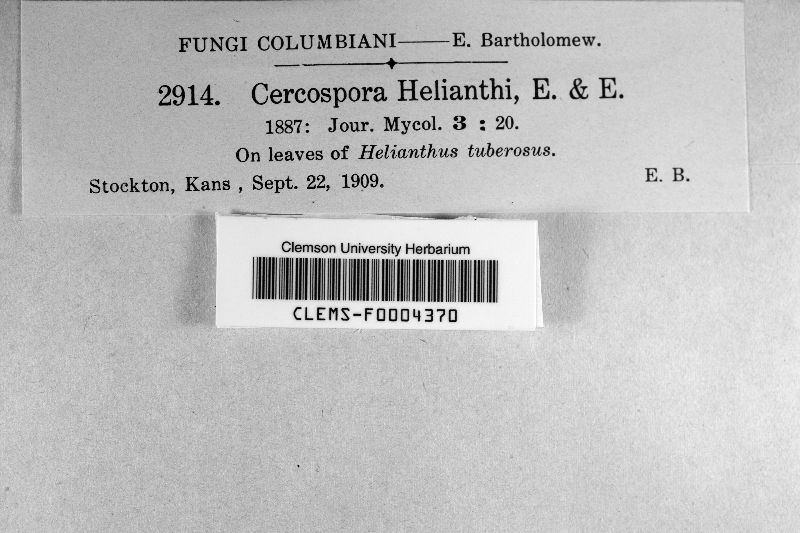 FUNGI COLUMBIANI——E. Bartholomew.
2914. Cercospora Helianthi, E. & E.
1887: Jour. Mycol. 3 : 20.
On leaves of Helianthus tuberosus.
Stockton, Kans , Sept. 22, 1909. E. B.
Clemson University Herbarium
CLEMS-F0004370